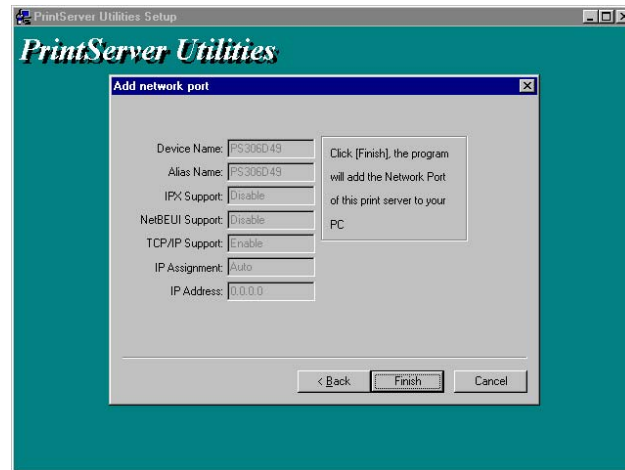 PrintServer Utilities Setup
PrintServer Utilities
Add network port
Device Name: PS306D49
Alias Name: PS306D49
IPX Support: Disable
NetBEUI Support: Disable
TCP/IP Support: Enable
IP Assignment: Auto
IP Address: 0.0.0.0
Click [Finish], the program
will add the Network Port
of this print server to your
PC
< Back
Finish
Cancel